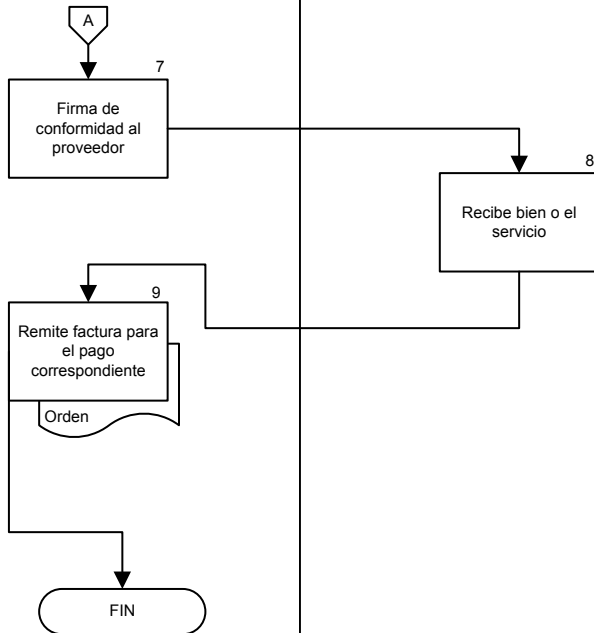 A
7
Firma de
conformidad al
proveedor
8
Recibe bien o el
servicio
9
Remite factura para
el pago
correspondiente
Orden
FIN